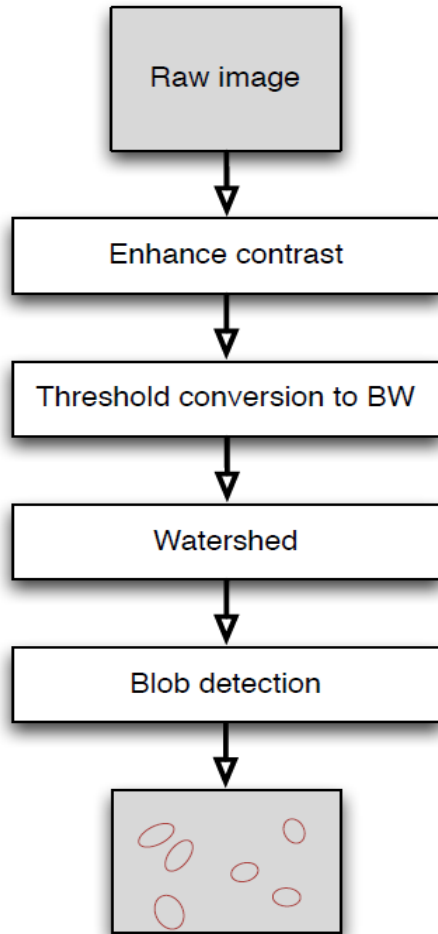 Raw image
Enhance contrast
Threshold conversion to BW
Watershed
Blob detection